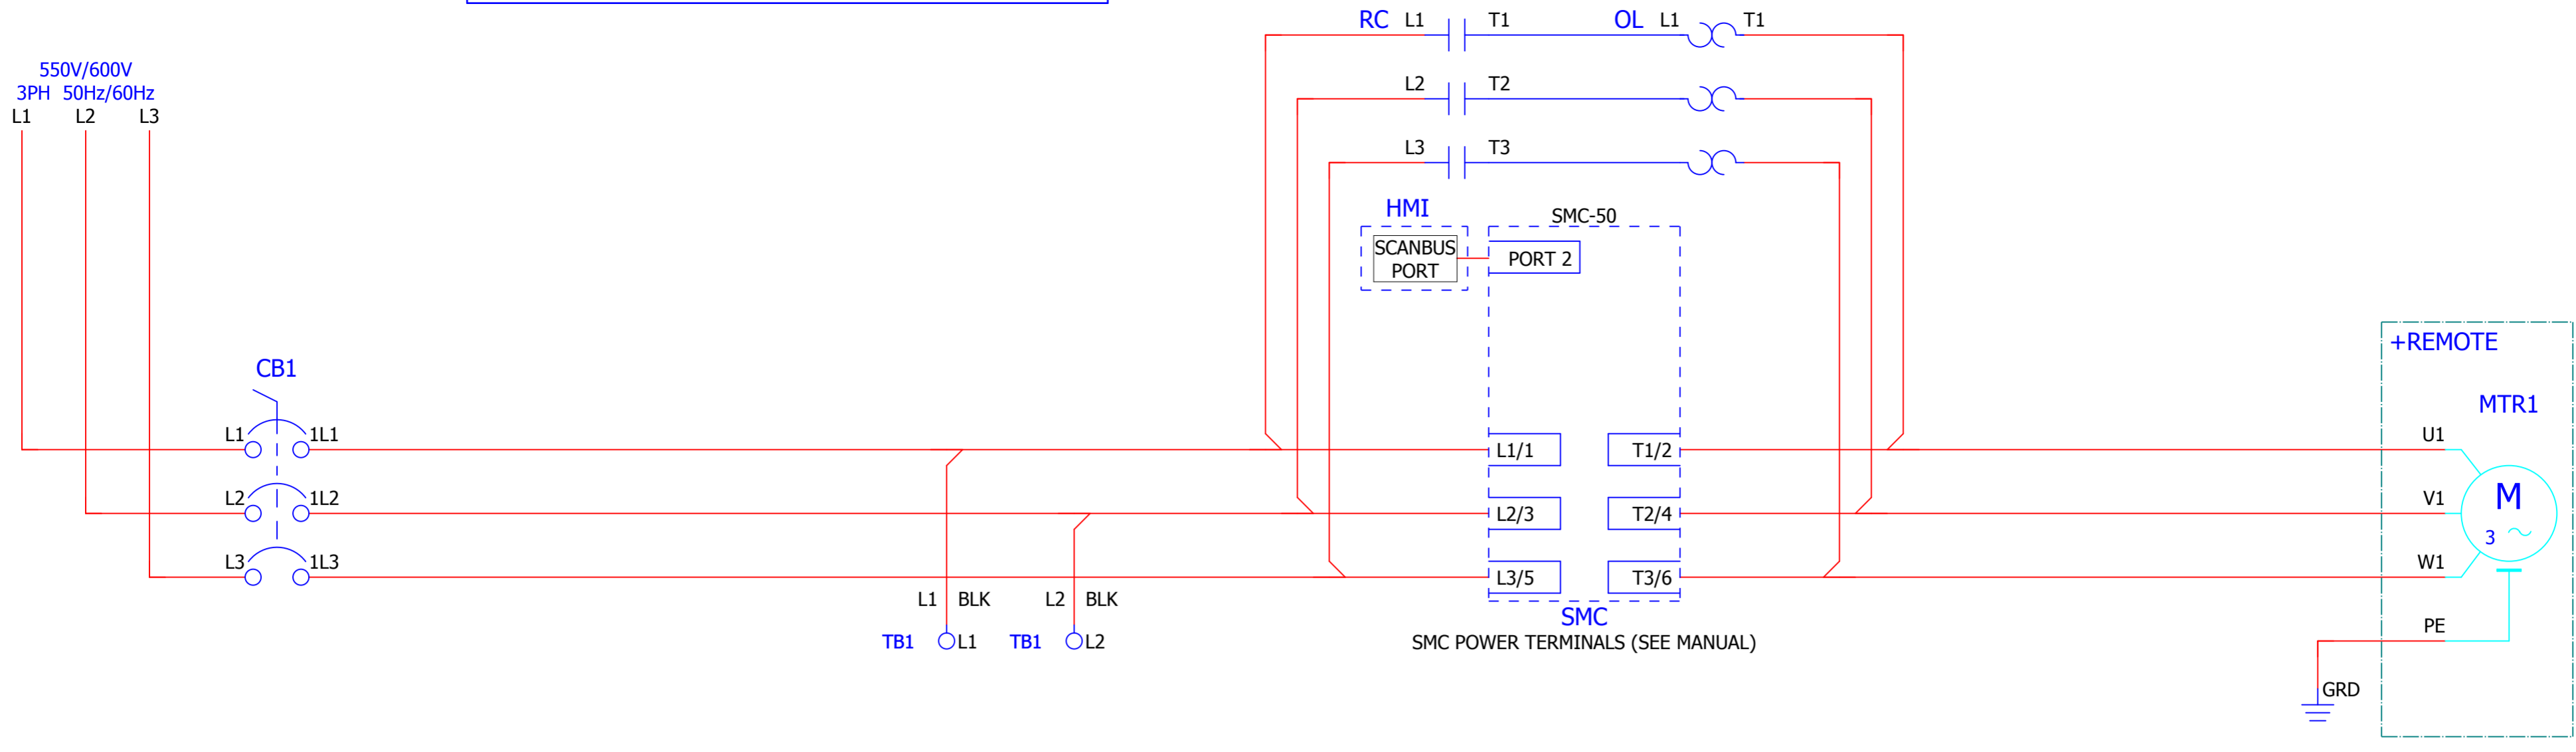 RC L1 T1 OL L1 T1
550V/600V
3PH 50Hz/60Hz
L1 L2 L3
L2 T2
L3 T3
HMI
SCANBUS
PORT
SMC-50
PORT 2
+REMOTE
MTR1
CB1
L1 1L1
L1/1 T1/2
U1
L2 1L2
L2/3 T2/4
V1
M
3 ~
L3 1L3
L3/5 T3/6
W1
L1 BLK L2 BLK
TB1 L1 TB1 L2
SMC
SMC POWER TERMINALS (SEE MANUAL)
PE
GRD